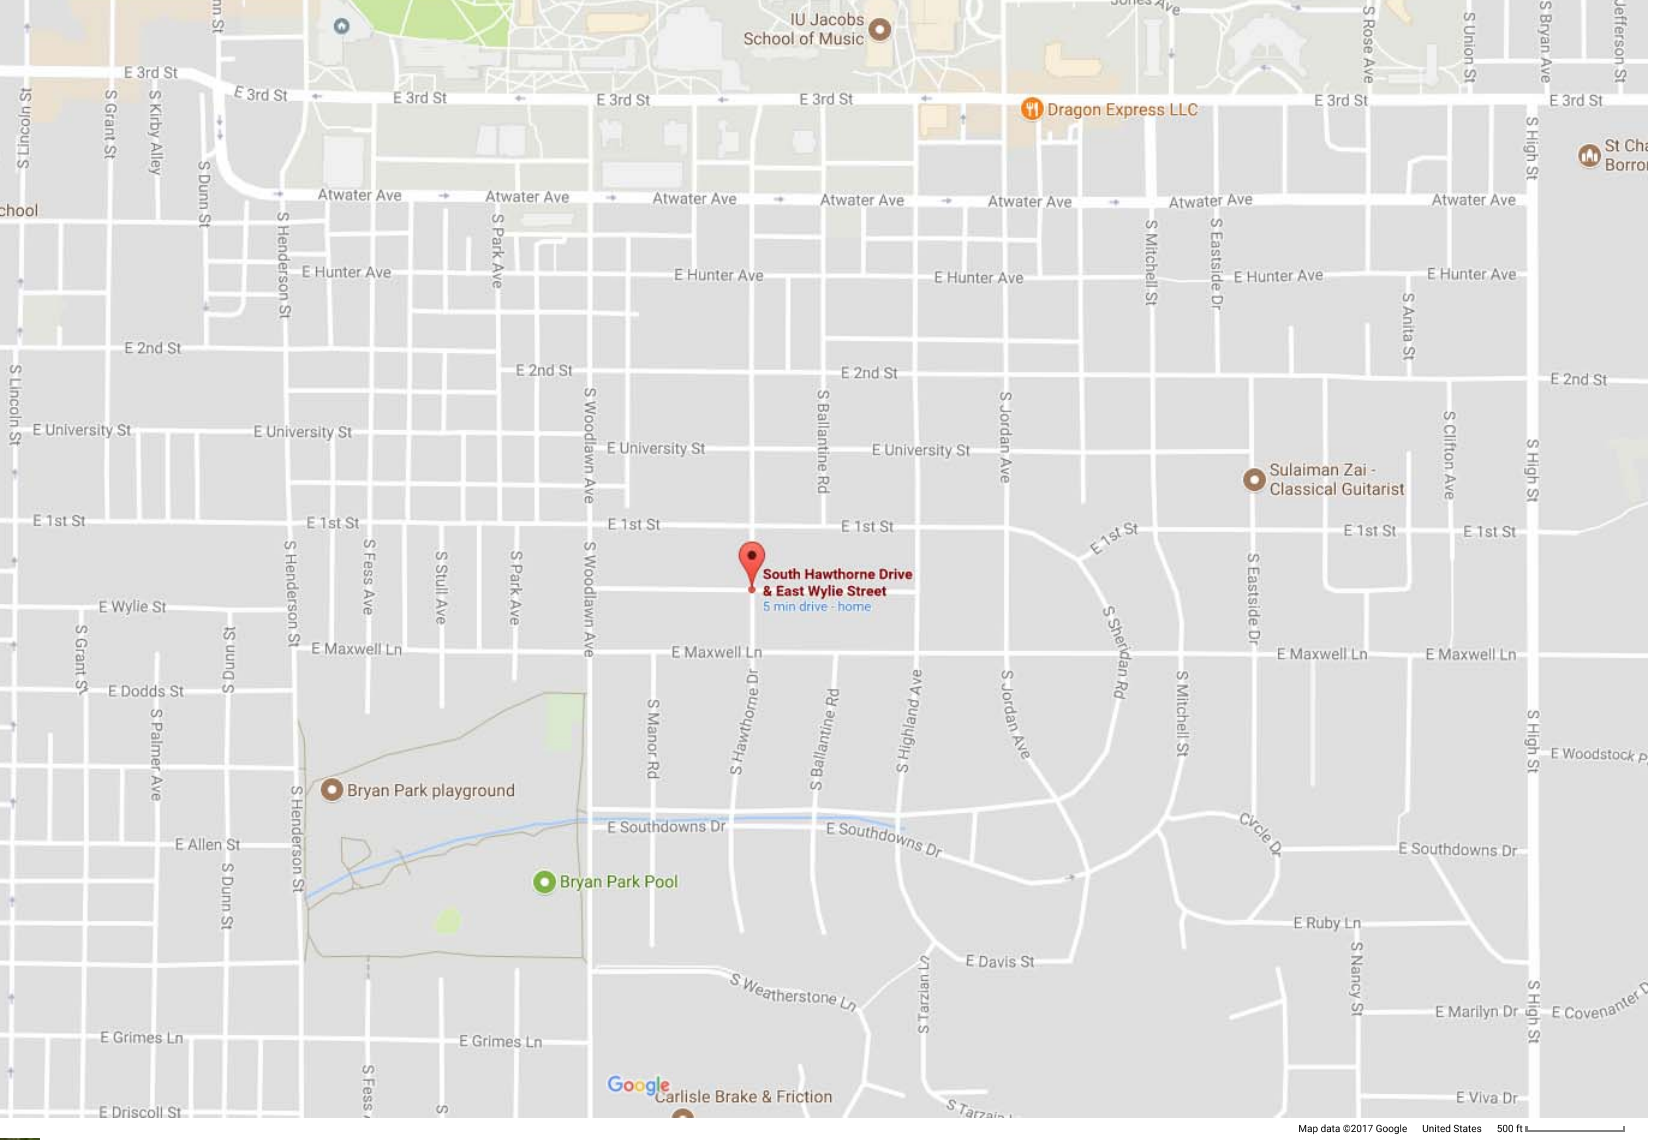 Jones Ave
IU Jacobs
School of Music
S Rose Ave
S Union St
S Bryan Ave
Jefferson St
E 3rd St
E 3rd St
E 3rd St
E 3rd St
E 3rd St
E 3rd St
E 3rd St
Dragon Express LLC
S Lincoln St
S Grant St
S Kirby Alley
S Dunn St
S High St
St Cha
Borro
chool
Atwater Ave
Atwater Ave
Atwater Ave
Atwater Ave
Atwater Ave
Atwater Ave
Atwater Ave
S Henderson St
S Park Ave
S Mitchell St
S Eastside Dr
E Hunter Ave
E Hunter Ave
E Hunter Ave
E Hunter Ave
E Hunter Ave
S Anita St
E 2nd St
E 2nd St
E 2nd St
E 2nd St
S Lincoln St
S Woodlawn Ave
S Ballantine Rd
S Jordan Ave
S Clifton Ave
S High St
E University St
E University St
E University St
E University St
Sulaiman Zai -
Classical Guitarist
E 1st St
E 1st St
E 1st St
E 1st St
E 1st St
E 1st St
E 1st St
S Henderson St
S Fess Ave
S Stull Ave
S Park Ave
S Woodlawn Ave
S Eastside Dr
South Hawthorne Drive
& East Wylie Street
5 min drive - home
E Wylie St
S Grant St
S Dunn St
S Sheridan Rd
E Maxwell Ln
E Maxwell Ln
E Maxwell Ln
E Maxwell Ln
E Dodds St
S Palmer Ave
S Manor Rd
S Hawthorne Dr
S Ballantine Rd
S Highland Ave
S Jordan Ave
S Mitchell St
S High St
E Woodstock P
Bryan Park playground
S Henderson St
E Southdowns Dr
E Southdowns Dr
Circle Dr
E Southdowns Dr
E Allen St
S Dunn St
Bryan Park Pool
E Ruby Ln
E Davis St
S Weatherstone Ln
S Tarzian Ln
S Nancy St
S High St
E Marilyn Dr
E Covenanter D
E Grimes Ln
E Grimes Ln
S Fess A
S
Google
Carlisle Brake & Friction
E Viva Dr
E Driscoll St
S Tarzain L
Map data ©2017 Google United States 500 ft